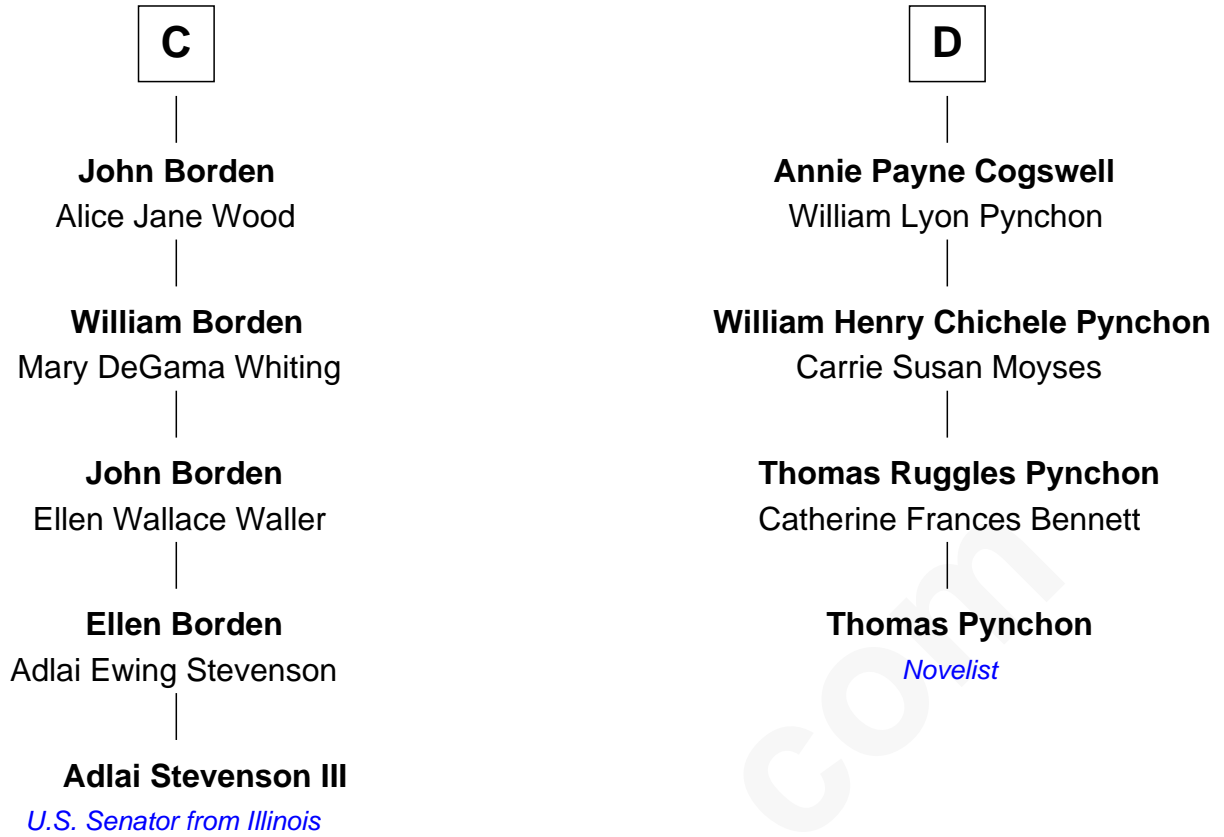 C
John Borden
Alice Jane Wood
William Borden
Mary DeGama Whiting
John Borden
Ellen Wallace Waller
Ellen Borden
Adlai Ewing Stevenson
Adlai Stevenson III
U.S. Senator from Illinois
D
Annie Payne Cogswell
William Lyon Pynchon
William Henry Chichele Pynchon
Carrie Susan Moyses
Thomas Ruggles Pynchon
Catherine Frances Bennett
Thomas Pynchon
Novelist
com